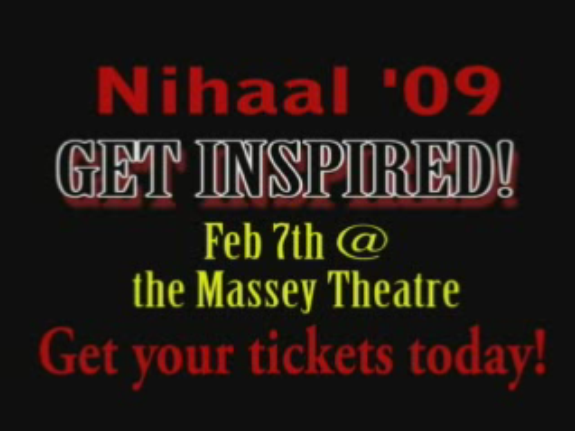 Nihaal '09
GET INSPIRED!
Feb 7th @
the Massey Theatre
Get your tickets today!